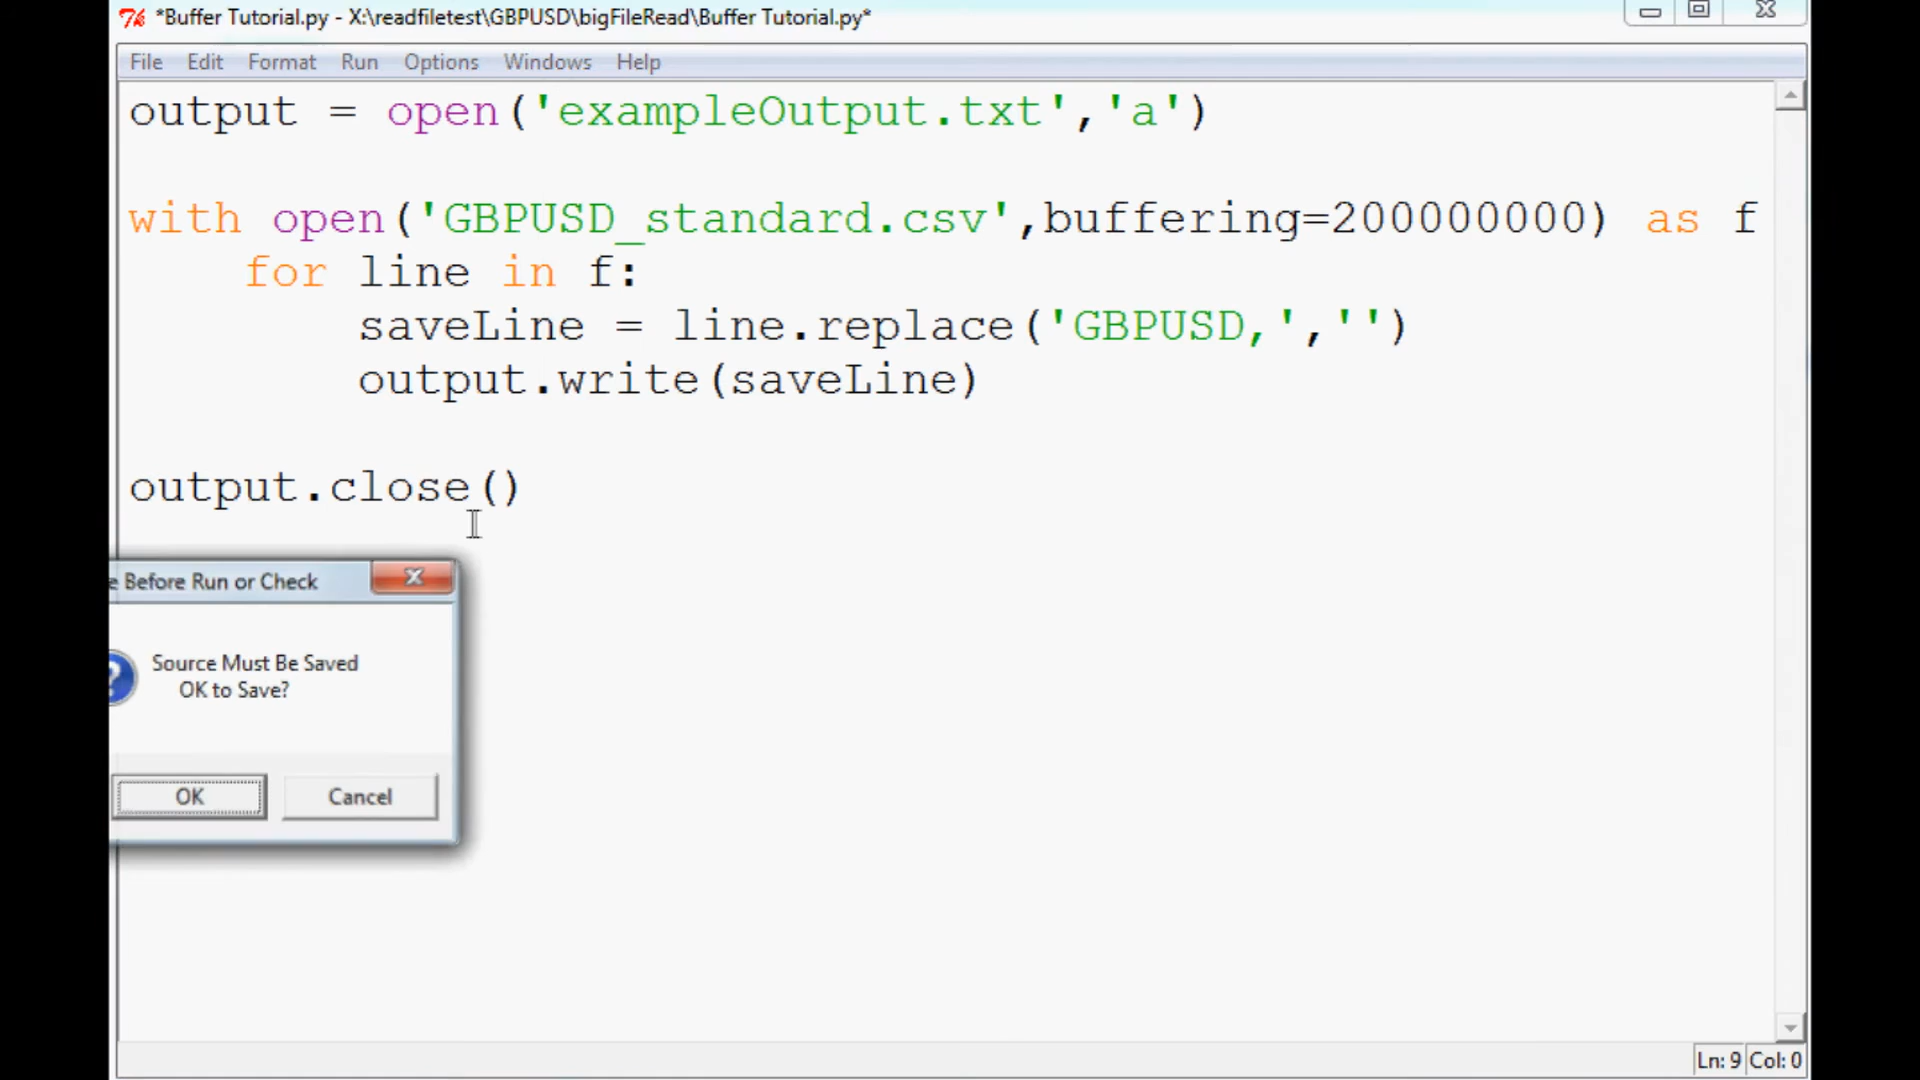 *Buffer Tutorial.py - X:\readfiletest\GBPUSD\bigFileRead\Buffer Tutorial.py*
File Edit Format Run Options Windows Help
output = open('exampleOutput.txt','a')
with open('GBPUSD_standard.csv',buffering=200000000) as f
for line in f:
saveLine = line.replace('GBPUSD,','')
output.write(saveLine)
output.close()
e Before Run or Check
Source Must Be Saved
OK to Save?
OK Cancel
Ln: 9 Col: 0